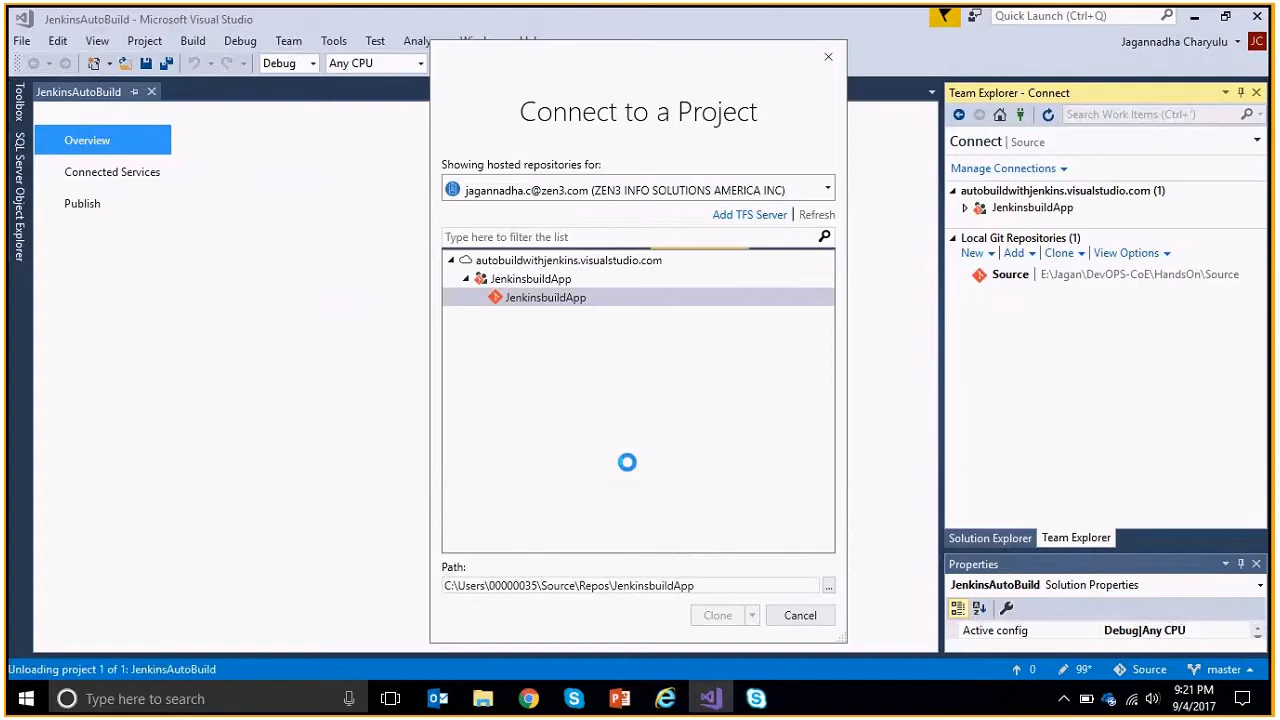 JenkinsAutoBuild - Microsoft Visual Studio
Quick Launch (Ctrl+Q)
File Edit View Project Build Debug Team Tools Test
Jagannadha Charyulu JC
Debug Any CPU
JenkinsAutoBuild
Overview
Connected Services
Publish
Toolbox
SQL Server Object Explorer
Connect to a Project
Showing hosted repositories for:
jagannadha.c@zen3.com (ZEN3 INFO SOLUTIONS AMERICA INC)
Add TFS Server | Refresh
Type here to filter the list
autobuildwithjenkins.visualstudio.com
JenkinsbuildApp
JenkinsbuildApp
Path:
C:\Users\00000035\Source\Repos\JenkinsbuildApp
...
Clone Cancel
Team Explorer - Connect
Search Work Items (Ctrl+')
Connect | Source
Manage Connections
autobuildwithjenkins.visualstudio.com (1)
JenkinsbuildApp
Local Git Repositories (1)
New Add Clone View Options
Source | E:\Jagan\DevOPS-CoE\HandsOn\Source
Solution Explorer Team Explorer
Properties
JenkinsAutoBuild Solution Properties
Active config Debug|Any CPU
Unloading project 1 of 1: JenkinsAutoBuild
0 99* Source master
Type here to search
9:21 PM
9/4/2017